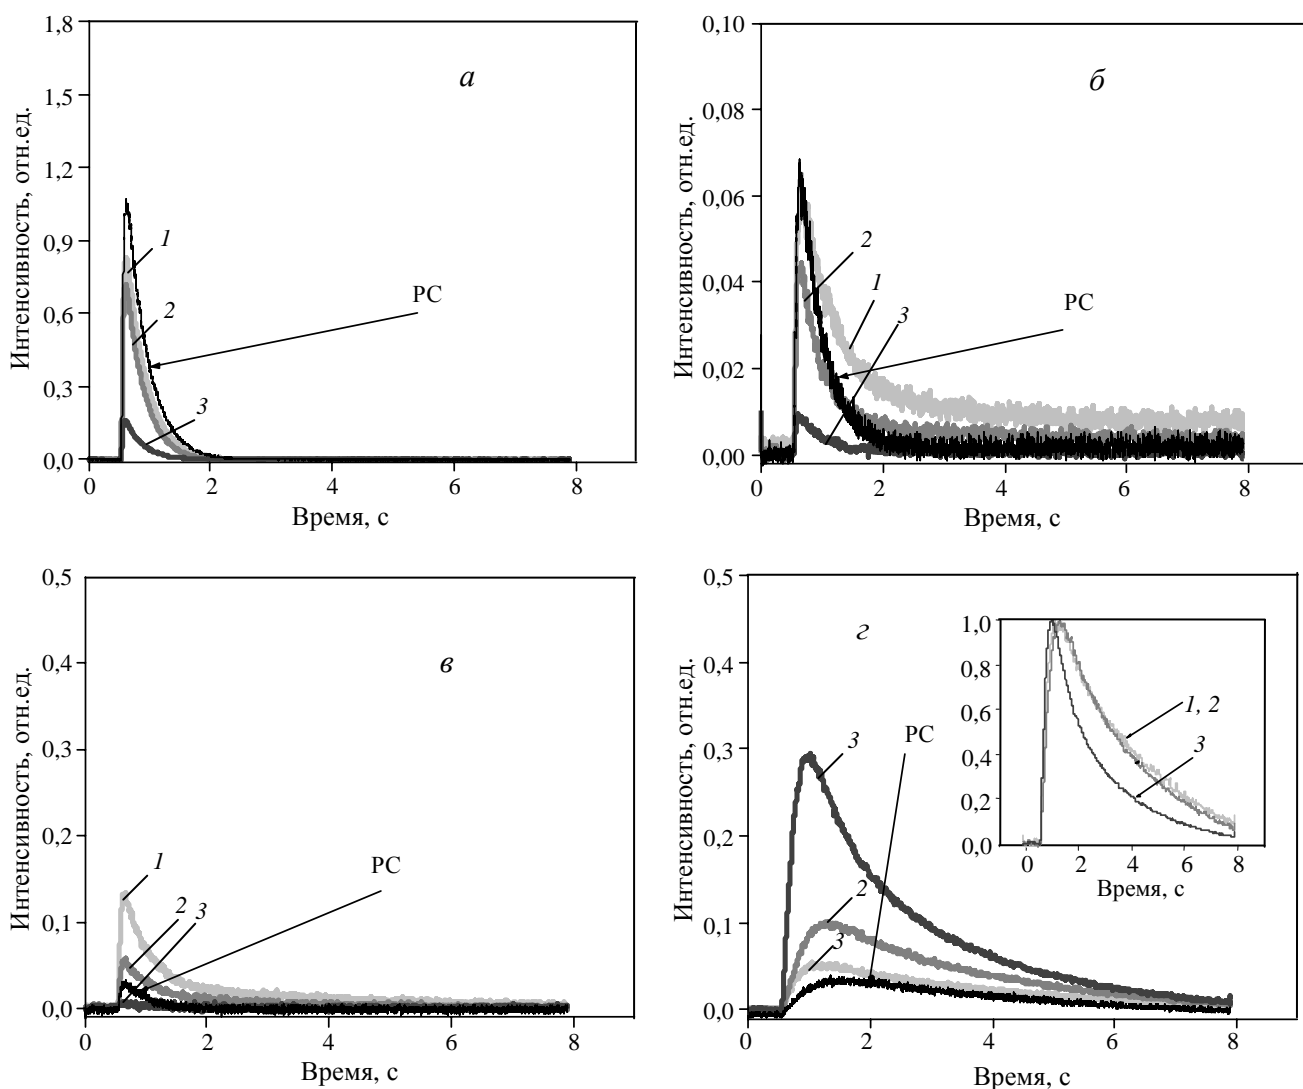 1,8
1,5
1,2
0,9
0,6
0,3
0,0
Интенсивность, отн.ед.
а
1
2
3
РС
0 2 4 6 8
Время, с
0,10
0,08
0,06
0,04
0,02
0,00
Интенсивность, отн.ед.
б
2
1
3
РС
0 2 4 6 8
Время, с
0,5
0,4
0,3
0,2
0,1
0,0
Интенсивность, отн.ед.
в
1
2
3
РС
0 2 4 6 8
Время, с
0,5
0,4
0,3
0,2
0,1
0,0
Интенсивность, отн.ед.
г
3
РС
2
3
0 2 4 6 8
Время, с
1,0
0,8
0,6
0,4
0,2
0,0
1, 2
3
0 2 4 6 8
Время, с